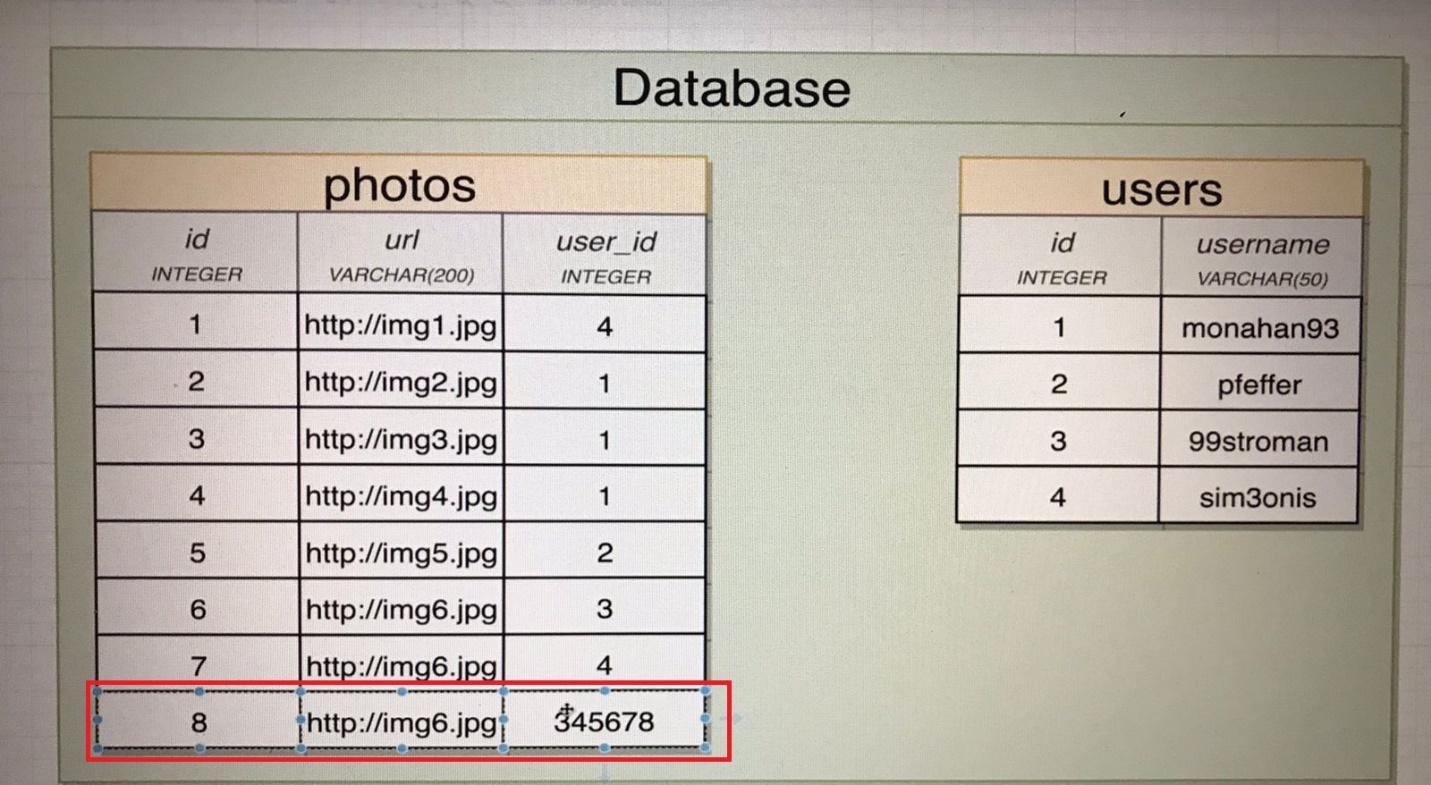 Database
photos
id url user_id
INTEGER VARCHAR(200) INTEGER
1 http://img1.jpg 4
2 http://img2.jpg 1
3 http://img3.jpg 1
4 http://img4.jpg 1
5 http://img5.jpg 2
6 http://img6.jpg 3
7 http://img6.jpg 4
8 http://img6.jpg 345678
users
id username
INTEGER VARCHAR(50)
1 monahan93
2 pfeffer
3 99stroman
4 sim3onis